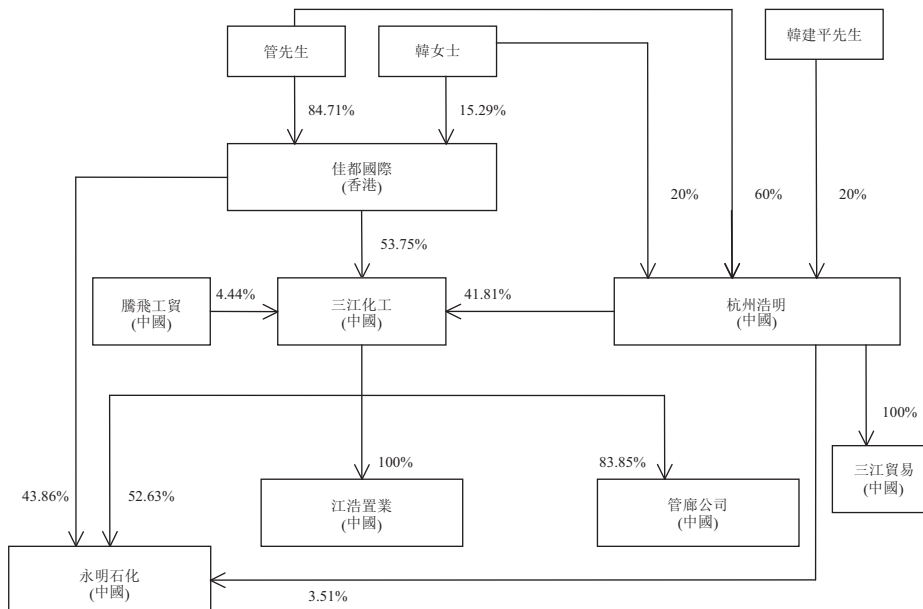 管先生
韓女士
韓建平先生
84.71%
15.29%
佳都國際
(香港)
20%
60%
20%
53.75%
騰飛工貿
(中國)
4.44%
三江化工
(中國)
41.81%
杭州浩明
(中國)
100%
三江貿易
(中國)
100%
83.85%
43.86%
52.63%
江浩置業
(中國)
管廊公司
(中國)
永明石化
(中國)
3.51%